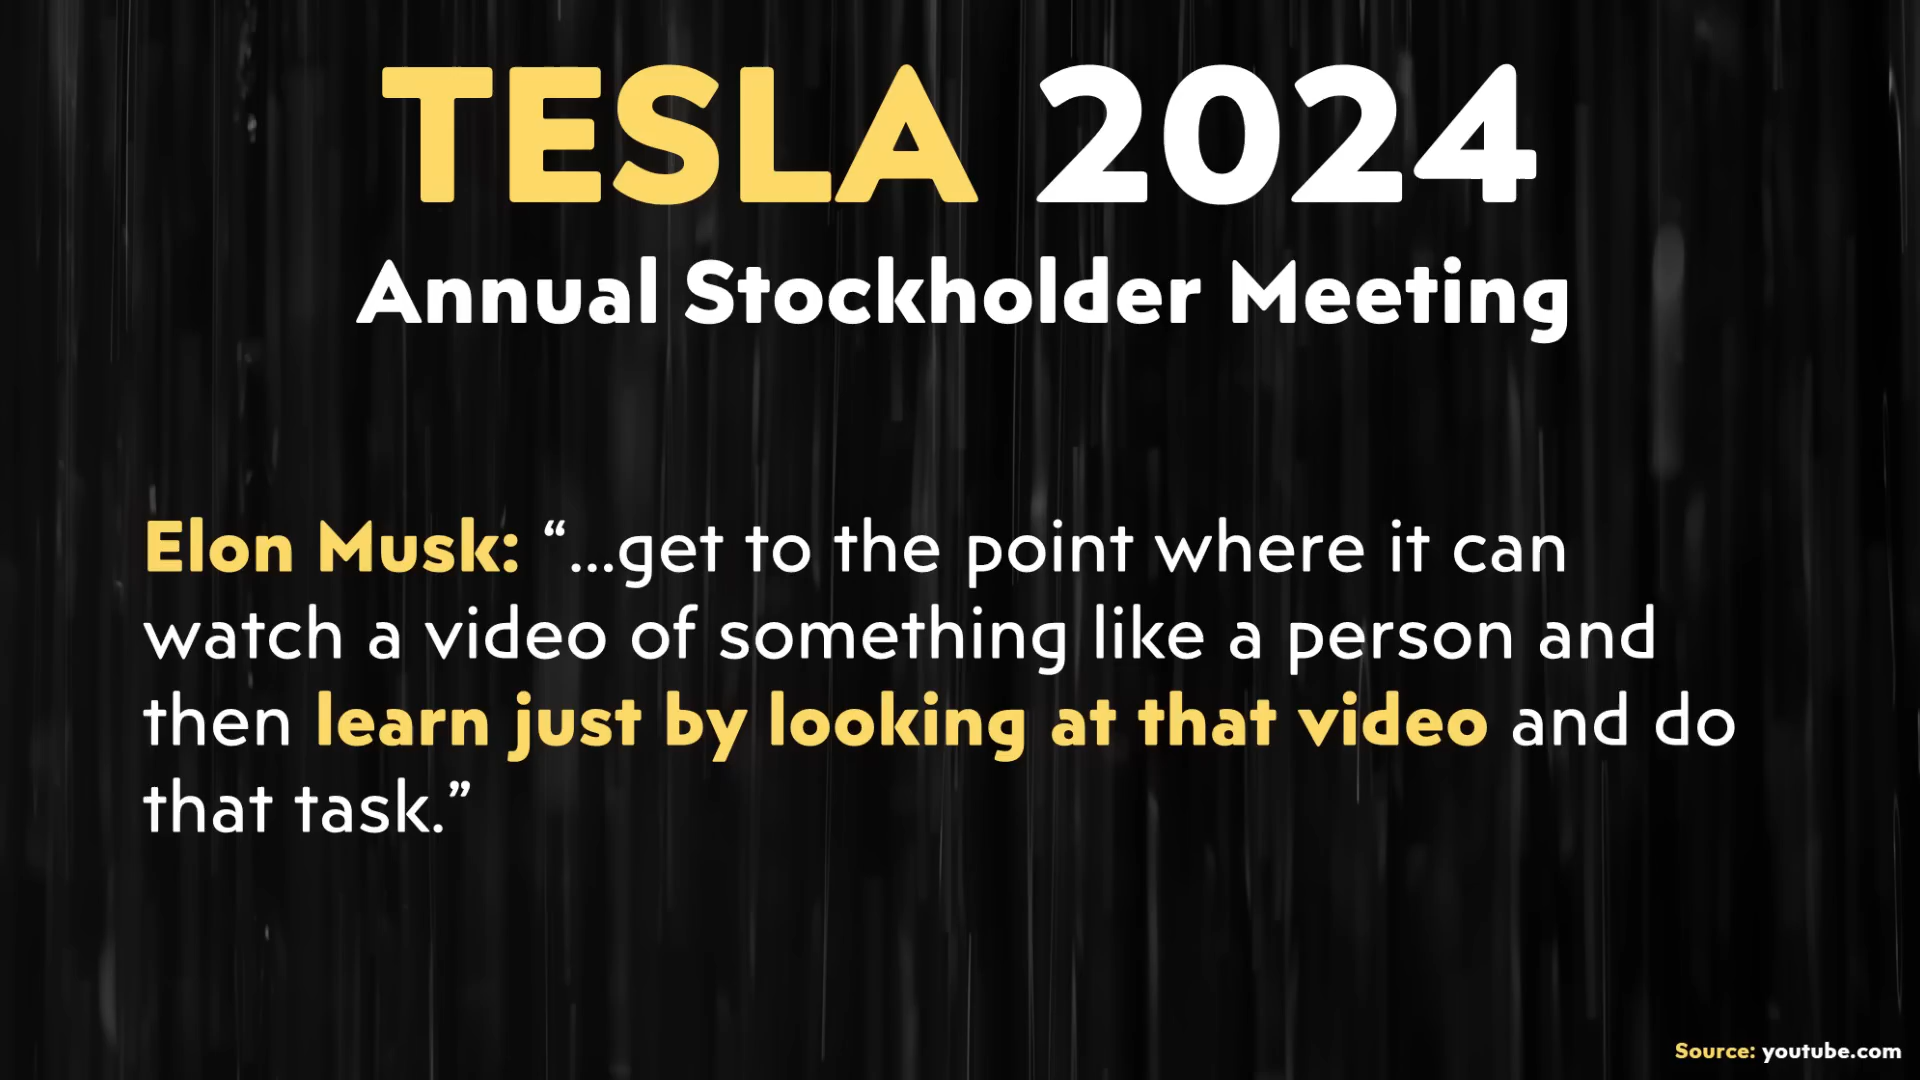 TESLA 2024
Annual Stockholder Meeting
Elon Musk: “...get to the point where it can
watch a video of something like a person and
then learn just by looking at that video and do
that task.”
Source: youtube.com